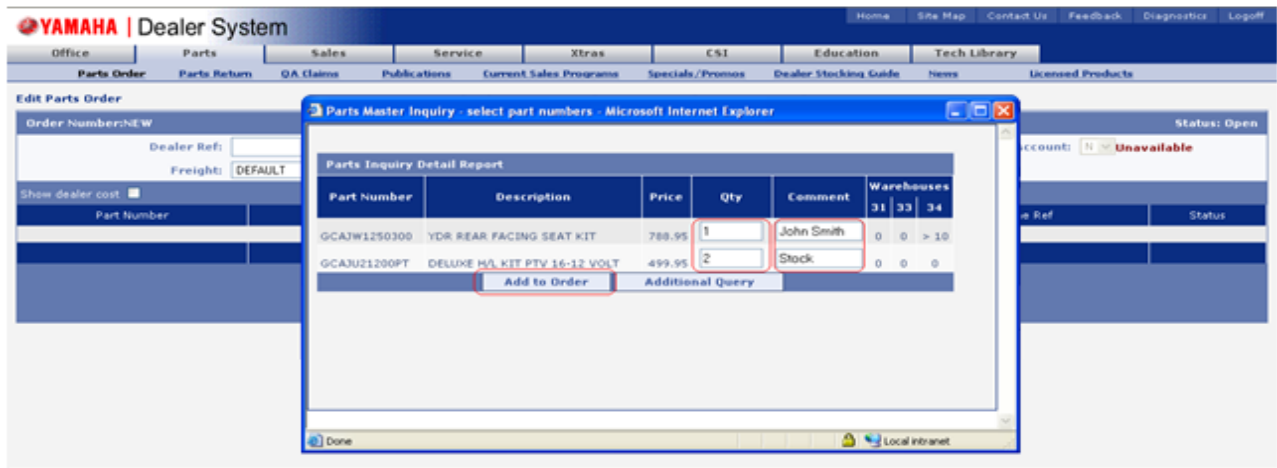 Home Site Map Contact Us Feedback Diagnostics Logoff
YAMAHA | Dealer System
Office Parts Sales Service Xtras CSI Education Tech Library
Parts Order Parts Return QA Claims Publications Current Sales Programs Specials/Promos Dealer Stocking Guide News Licensed Products
Edit Parts Order
Parts Master Inquiry - select part numbers - Microsoft Internet Explorer
Order Number:NEW Status: Open
Dealer Ref: ccount: N Unavailable
Freight: DEFAULT
Parts Inquiry Detail Report
Show dealer cost
Part Number Description Price Qty Comment Warehouses
31 33 34
Part Number e Ref Status
GCAJW1250300 YDR REAR FACING SEAT KIT 788.95 1 John Smith 0 0 > 10
GCAJU21200PT DELUXE H/L KIT PTV 16-12 VOLT 499.95 2 Stock 0 0 0
Add to Order Additional Query
Done Local intranet